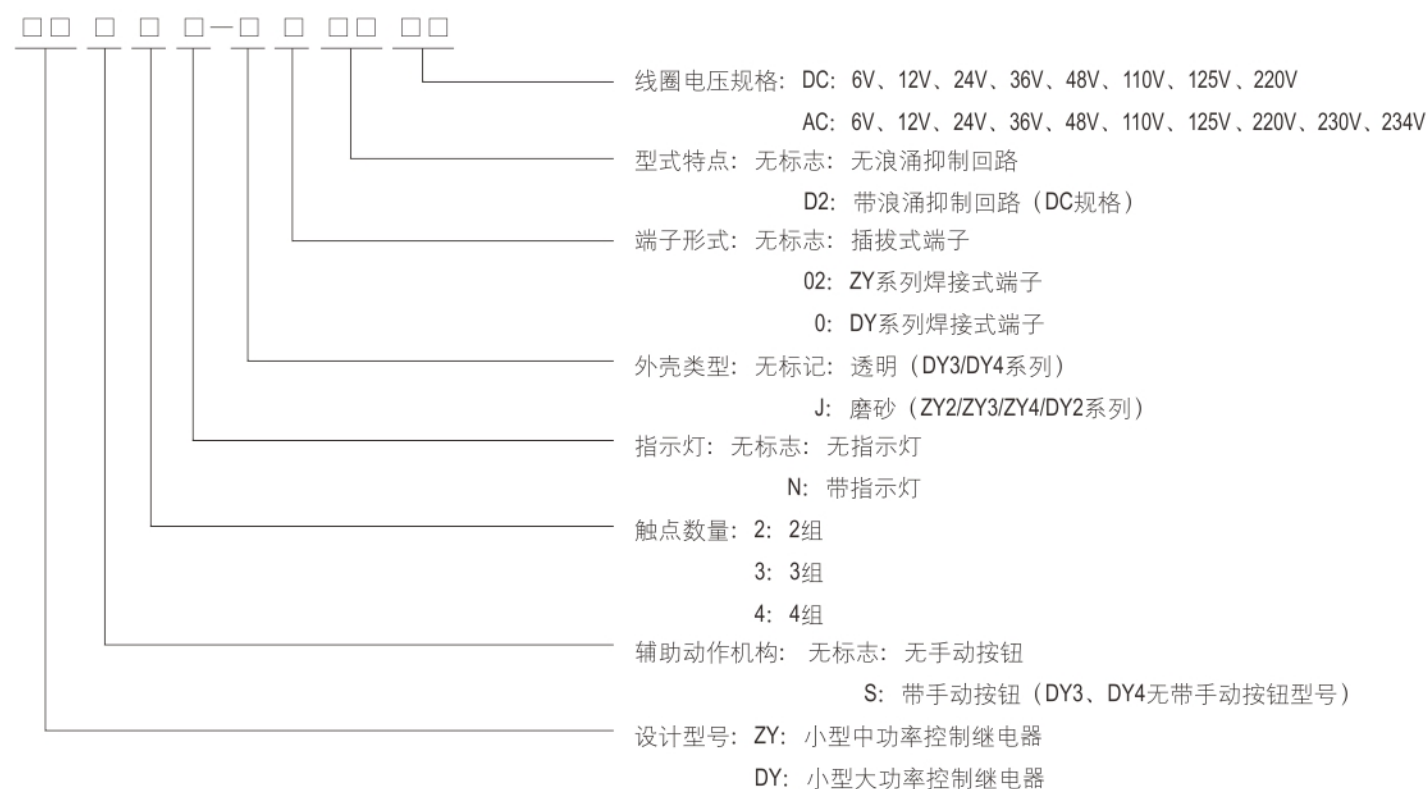 □□ □ □ □－□ □ □□ □□
线圈电压规格：DC：6V、12V、24V、36V、48V、110V、125V、220V
AC：6V、12V、24V、36V、48V、110V、125V、220V、230V、234V
型式特点：无标志：无浪涌抑制回路
D2：带浪涌抑制回路（DC规格）
端子形式：无标志：插拔式端子
02：ZY系列焊接式端子
0：DY系列焊接式端子
外壳类型：无标记：透明（DY3/DY4系列）
J：磨砂（ZY2/ZY3/ZY4/DY2系列）
指示灯：无标志：无指示灯
N：带指示灯
触点数量：2：2组
3：3组
4：4组
辅助动作机构：无标志：无手动按钮
S：带手动按钮（DY3、DY4无带手动按钮型号）
设计型号：ZY：小型中功率控制继电器
DY：小型大功率控制继电器